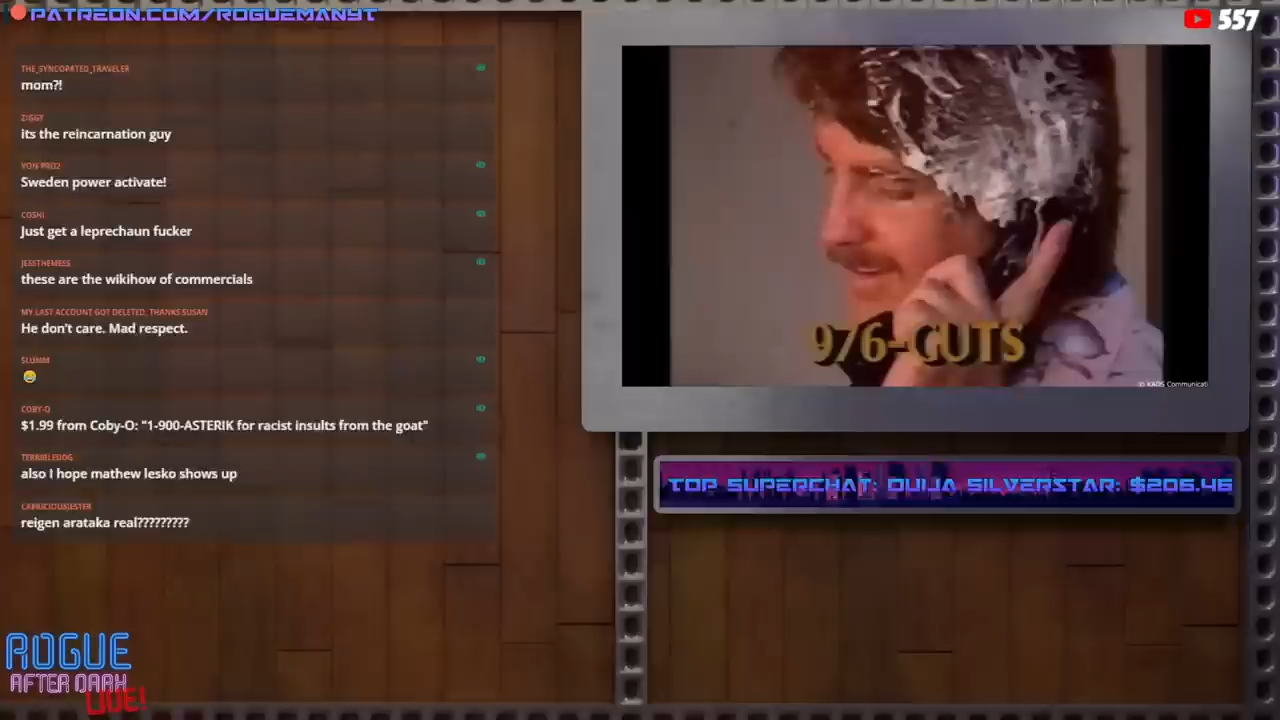 PATREON.COM/ROGUEMANYT
557
THE_SYNCOPATED_TRAVELER
mom?!
ZIGGY
its the reincarnation guy
VON PROZ
Sweden power activate!
COSHI
Just get a leprechaun fucker
JESSTHEMESS
these are the wikihow of commercials
MY LAST ACCOUNT GOT DELETED, THANKS SUSAN
He don't care. Mad respect.
SLUMM
COBY-O
$1.99 from Coby-O: "1-900-ASTERIK for racist insults from the goat"
TERRIBLEDOG
also I hope mathew lesko shows up
CAPRICIOUSJESTER
reigen arataka real?????????
976-GUTS
© KAOS Communicati
TOP SUPERCHAT: OUIJA SILVERSTAR: $206.46
ROGUE
AFTER DARK
LIVE!